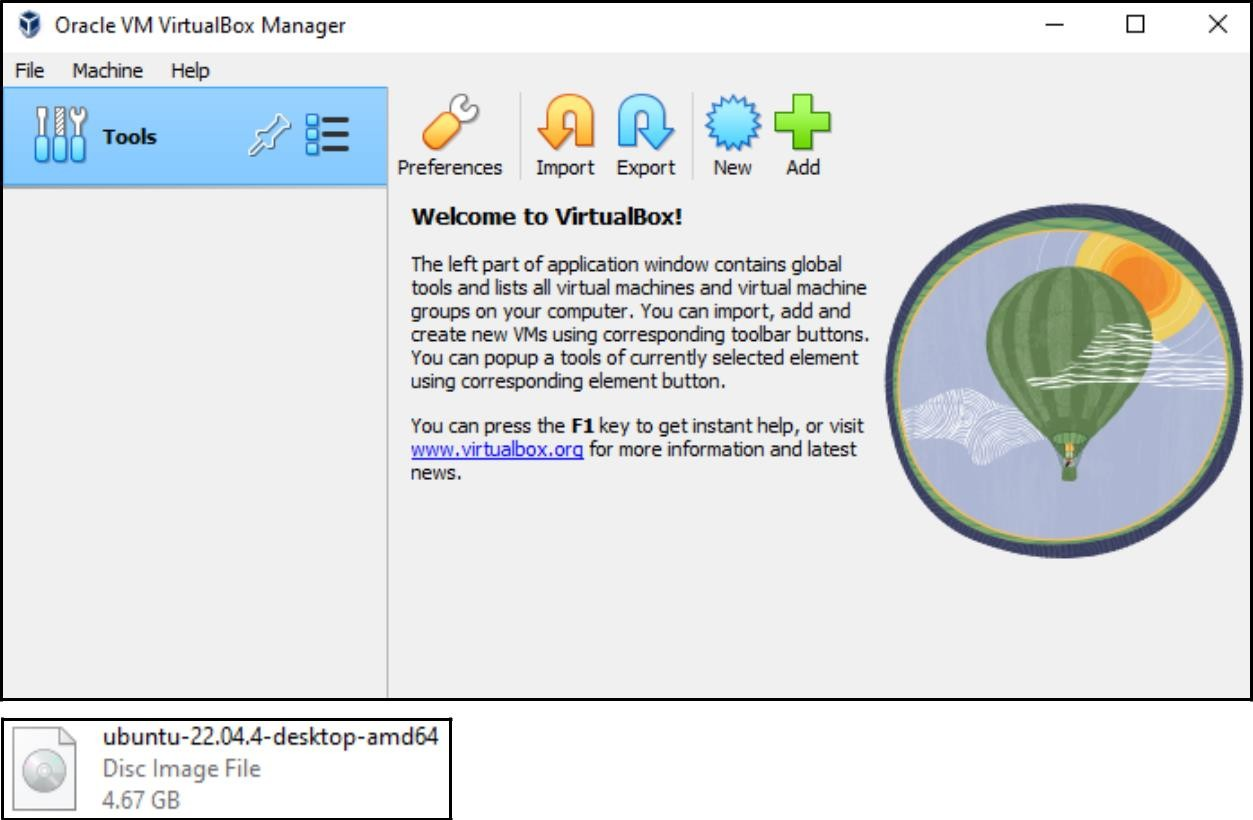 Oracle VM VirtualBox Manager
File Machine Help
Tools
Preferences Import Export New Add
Welcome to VirtualBox!
The left part of application window contains global
tools and lists all virtual machines and virtual machine
groups on your computer. You can import, add and
create new VMs using corresponding toolbar buttons.
You can popup a tools of currently selected element
using corresponding element button.
You can press the F1 key to get instant help, or visit
www.virtualbox.org for more information and latest
news.
ubuntu-22.04.4-desktop-amd64
Disc Image File
4.67 GB